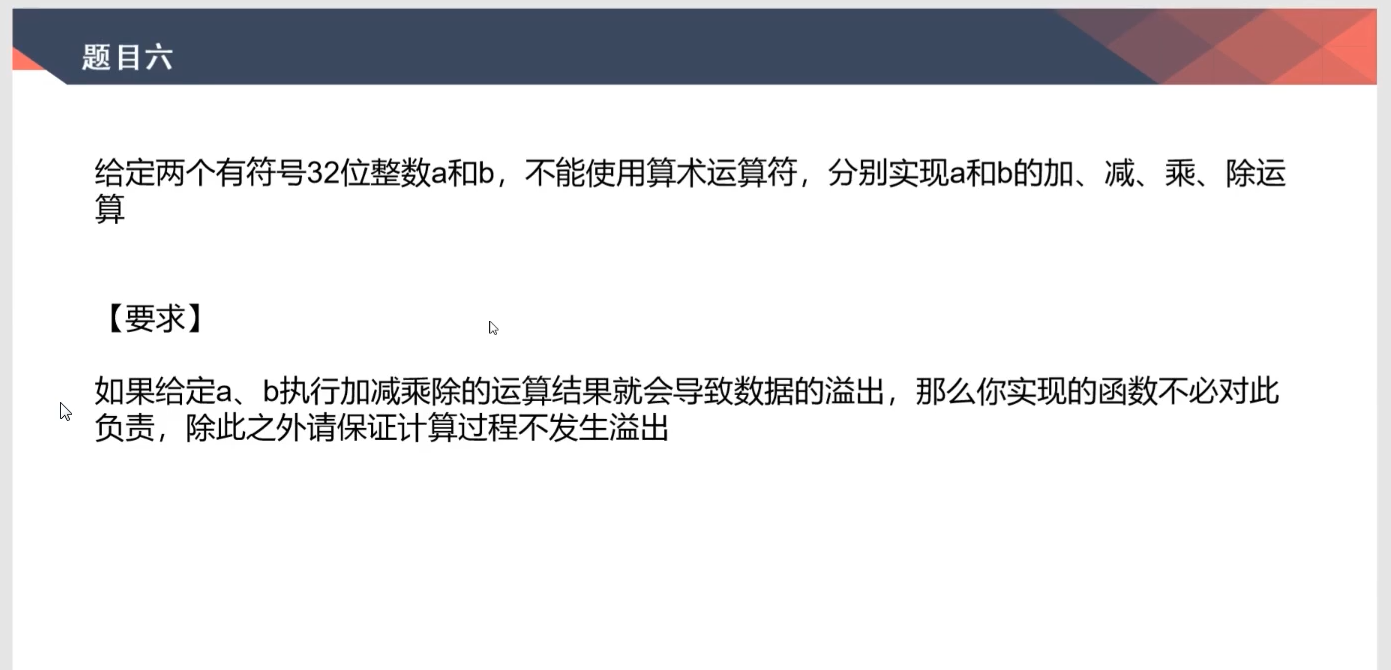 题目六
给定两个有符号32位整数a和b，不能使用算术运算符，分别实现a和b的加、减、乘、除运
算
【要求】
如果给定a、b执行加减乘除的运算结果就会导致数据的溢出，那么你实现的函数不必对此
负责，除此之外请保证计算过程不发生溢出